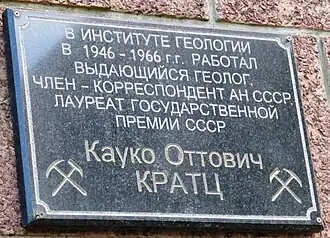 В ИНСТИТУТЕ ГЕОЛОГИИ
В 1946 - 1966 г.г. РАБОТАЛ
ВЫДАЮЩИЙСЯ ГЕОЛОГ,
ЧЛЕН - КОРРЕСПОНДЕНТ АН СССР,
ЛАУРЕАТ ГОСУДАРСТВЕННОЙ
ПРЕМИИ СССР
Кауко Оттович
КРАТЦ